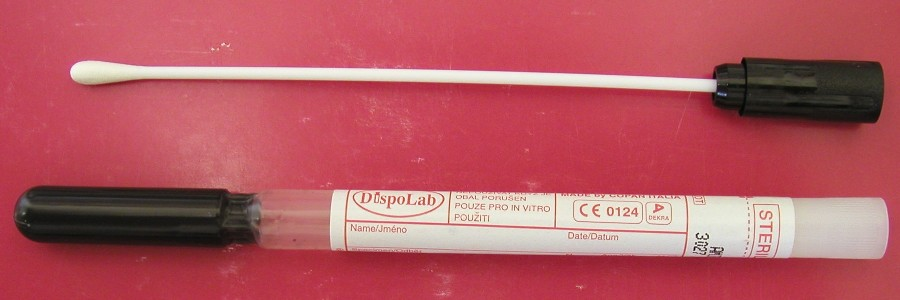 DispoLab
OBAL PORUŠEN
POUZE PRO IN VITRO
POUŽITÍ
MADE by COPAN ITALIA
CE 0124
DEKRA
Name/Jméno
Date/Datum
3027
STERI